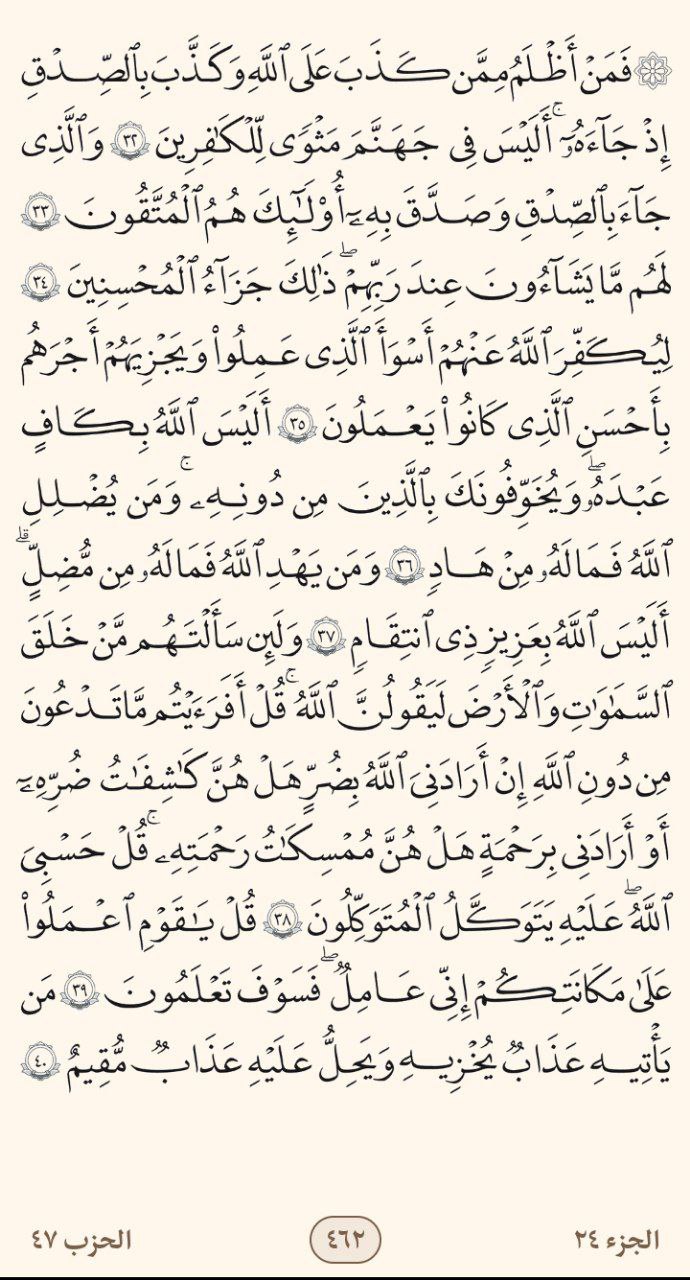 ۞ فَمَنْ أَظْلَمُ مِمَّن كَذَبَ عَلَى ٱللَّهِ وَكَذَّبَ بِٱلصِّدْقِ
إِذْ جَآءَهُۥٓ ۚ أَلَيْسَ فِى جَهَنَّمَ مَثْوًى لِّلْكَٰفِرِينَ ٣٢ وَٱلَّذِى
جَآءَ بِٱلصِّدْقِ وَصَدَّقَ بِهِۦٓ ۙ أُو۟لَٰٓئِكَ هُمُ ٱلْمُتَّقُونَ ٣٣
لَهُم مَّا يَشَآءُونَ عِندَ رَبِّهِمْ ۖ ذَٰلِكَ جَزَآءُ ٱلْمُحْسِنِينَ ٣٤
لِيُكَفِّرَ ٱللَّهُ عَنْهُمْ أَسْوَأَ ٱلَّذِى عَمِلُوا۟ وَيَجْزِيَهُمْ أَجْرَهُم
بِأَحْسَنِ ٱلَّذِى كَانُوا۟ يَعْمَلُونَ ٣٥ أَلَيْسَ ٱللَّهُ بِكَافٍ
عَبْدَهُۥ ۖ وَيُخَوِّفُونَكَ بِٱلَّذِينَ مِن دُونِهِۦ ۚ وَمَن يُضْلِلِ
ٱللَّهُ فَمَا لَهُۥ مِنْ هَادٍ ٣٦ وَمَن يَهْدِ ٱللَّهُ فَمَا لَهُۥ مِن مُّضِلٍّ ۗ
أَلَيْسَ ٱللَّهُ بِعَزِيزٍ ذِى ٱنتِقَامٍ ٣٧ وَلَئِن سَأَلْتَهُم مَّنْ خَلَقَ
ٱلسَّمَٰوَٰتِ وَٱلْأَرْضَ لَيَقُولُنَّ ٱللَّهُ ۚ قُلْ أَفَرَءَيْتُم مَّا تَدْعُونَ
مِن دُونِ ٱللَّهِ إِنْ أَرَادَنِىَ ٱللَّهُ بِضُرٍّ هَلْ هُنَّ كَٰشِفَٰتُ ضُرِّهِۦٓ
أَوْ أَرَادَنِى بِرَحْمَةٍ هَلْ هُنَّ مُمْسِكَٰتُ رَحْمَتِهِۦ ۚ قُلْ حَسْبِىَ
ٱللَّهُ ۖ عَلَيْهِ يَتَوَكَّلُ ٱلْمُتَوَكِّلُونَ ٣٨ قُلْ يَٰقَوْمِ ٱعْمَلُوا۟
عَلَىٰ مَكَانَتِكُمْ إِنِّى عَٰمِلٌ ۖ فَسَوْفَ تَعْلَمُونَ ٣٩ مَن
يَأْتِيهِ عَذَابٌ يُخْزِيهِ وَيَحِلُّ عَلَيْهِ عَذَابٌ مُّقِيمٌ ٤٠
الجزء ٢٤ ٤٦٢ الحزب ٤٧